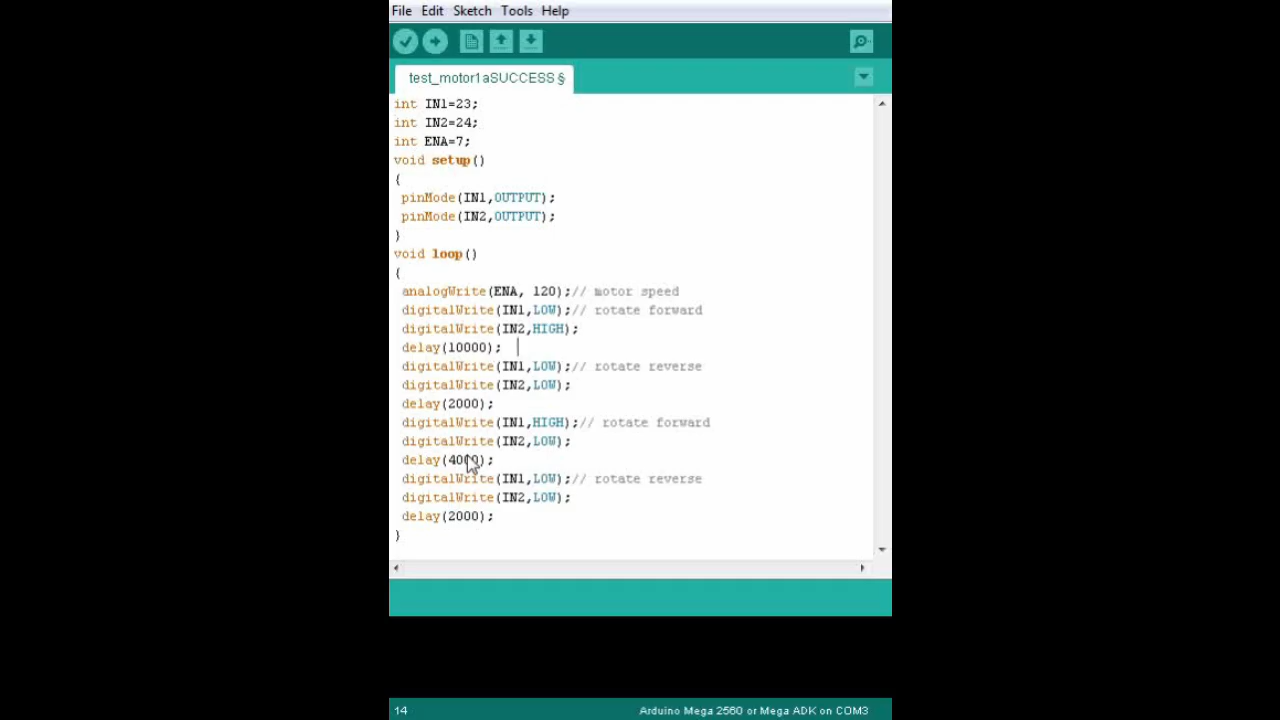 File Edit Sketch Tools Help
test_motor1aSUCCESS §
int IN1=23;
int IN2=24;
int ENA=7;
void setup()
{
pinMode(IN1,OUTPUT);
pinMode(IN2,OUTPUT);
}
void loop()
{
analogWrite(ENA, 120);// motor speed
digitalWrite(IN1,LOW);// rotate forward
digitalWrite(IN2,HIGH);
delay(10000);
digitalWrite(IN1,LOW);// rotate reverse
digitalWrite(IN2,LOW);
delay(2000);
digitalWrite(IN1,HIGH);// rotate forward
digitalWrite(IN2,LOW);
delay(4000);
digitalWrite(IN1,LOW);// rotate reverse
digitalWrite(IN2,LOW);
delay(2000);
}
14 Arduino Mega 2560 or Mega ADK on COM3